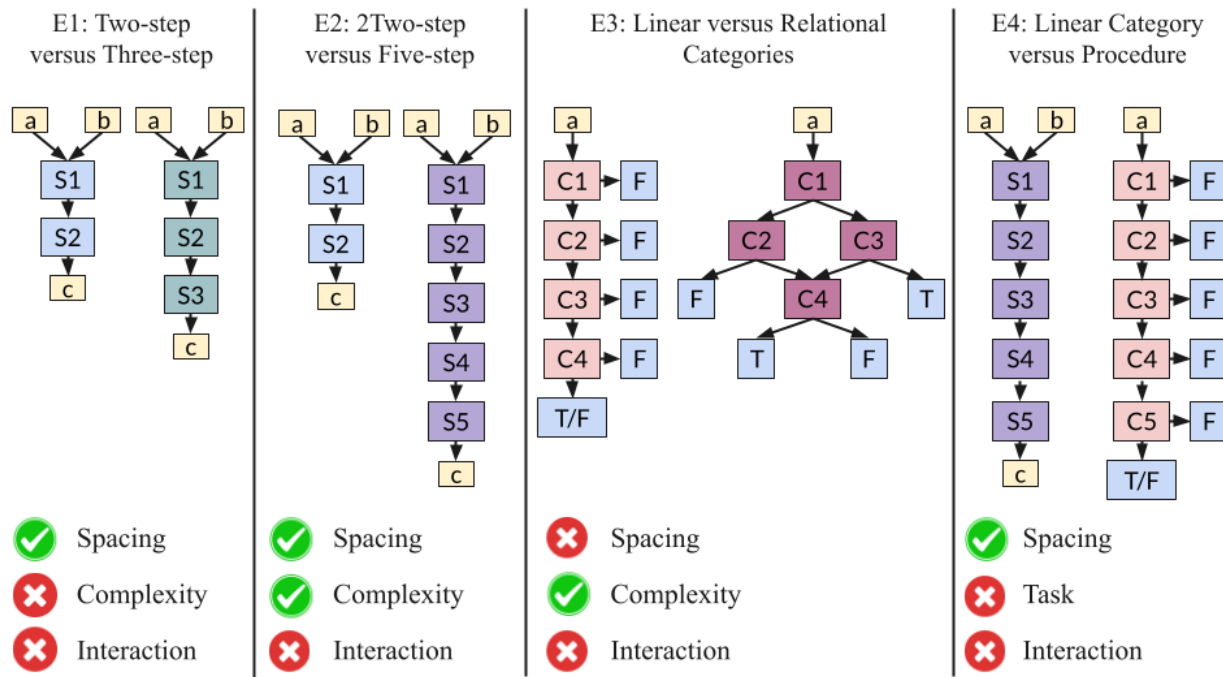 E1: Two-step
versus Three-step
a b a b
S1 S1
S2 S2
c S3
c
Spacing
Complexity
Interaction
E2: 2Two-step
versus Five-step
a b a b
S1 S1
S2 S2
c S3
S4
S5
c
Spacing
Complexity
Interaction
E3: Linear versus Relational
Categories
a a
C1 F C1
C2 F C2 C3
C3 F F C4 T
C4 F T F
T/F
Spacing
Complexity
Interaction
E4: Linear Category
versus Procedure
a b a
S1 C1 F
S2 C2 F
S3 C3 F
S4 C4 F
S5 C5 F
c T/F
Spacing
Task
Interaction